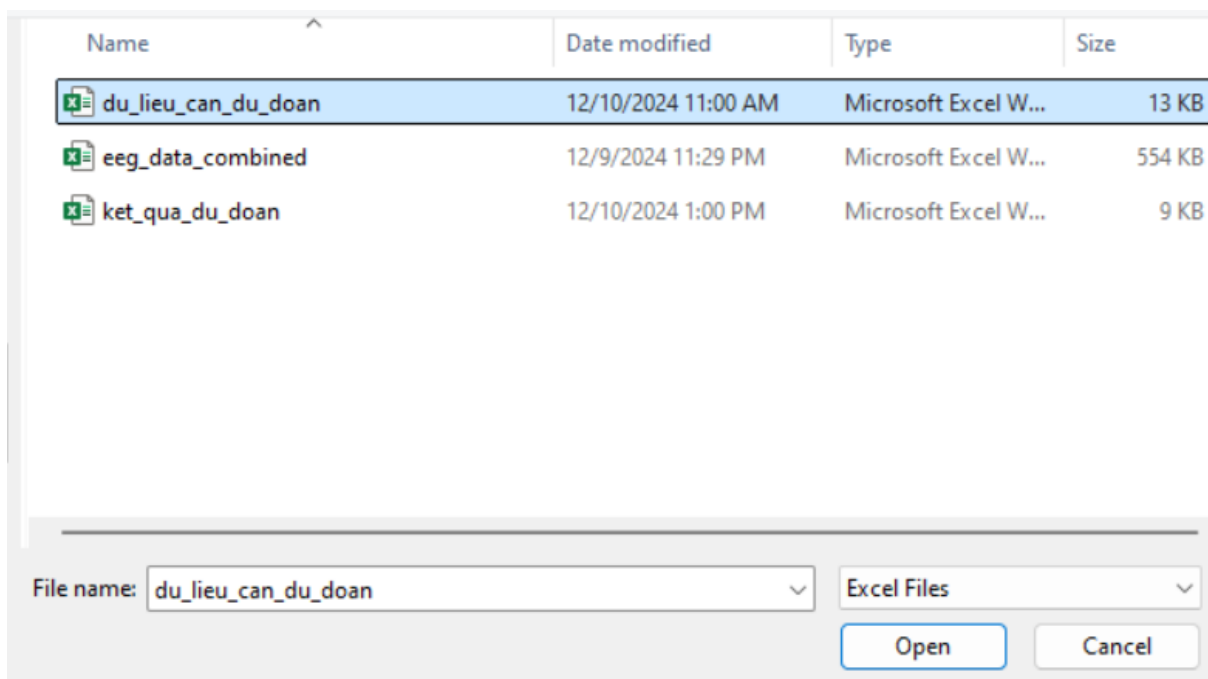 Name Date modified Type Size
du_lieu_can_du_doan 12/10/2024 11:00 AM Microsoft Excel W... 13 KB
eeg_data_combined 12/9/2024 11:29 PM Microsoft Excel W... 554 KB
ket_qua_du_doan 12/10/2024 1:00 PM Microsoft Excel W... 9 KB
File name: du_lieu_can_du_doan Excel Files
Open Cancel